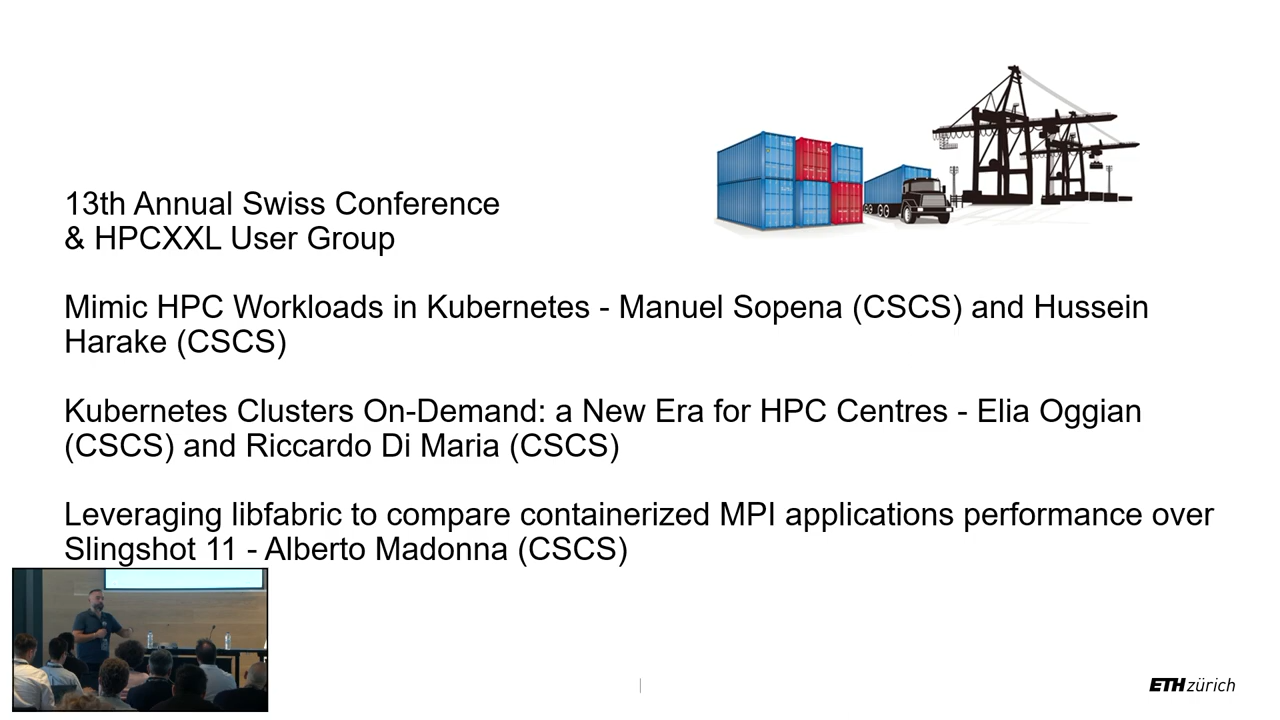 13th Annual Swiss Conference
& HPCXXL User Group
Mimic HPC Workloads in Kubernetes - Manuel Sopena (CSCS) and Hussein
Harake (CSCS)
Kubernetes Clusters On-Demand: a New Era for HPC Centres - Elia Oggian
(CSCS) and Riccardo Di Maria (CSCS)
Leveraging libfabric to compare containerized MPI applications performance over
Slingshot 11 - Alberto Madonna (CSCS)
ETH zürich